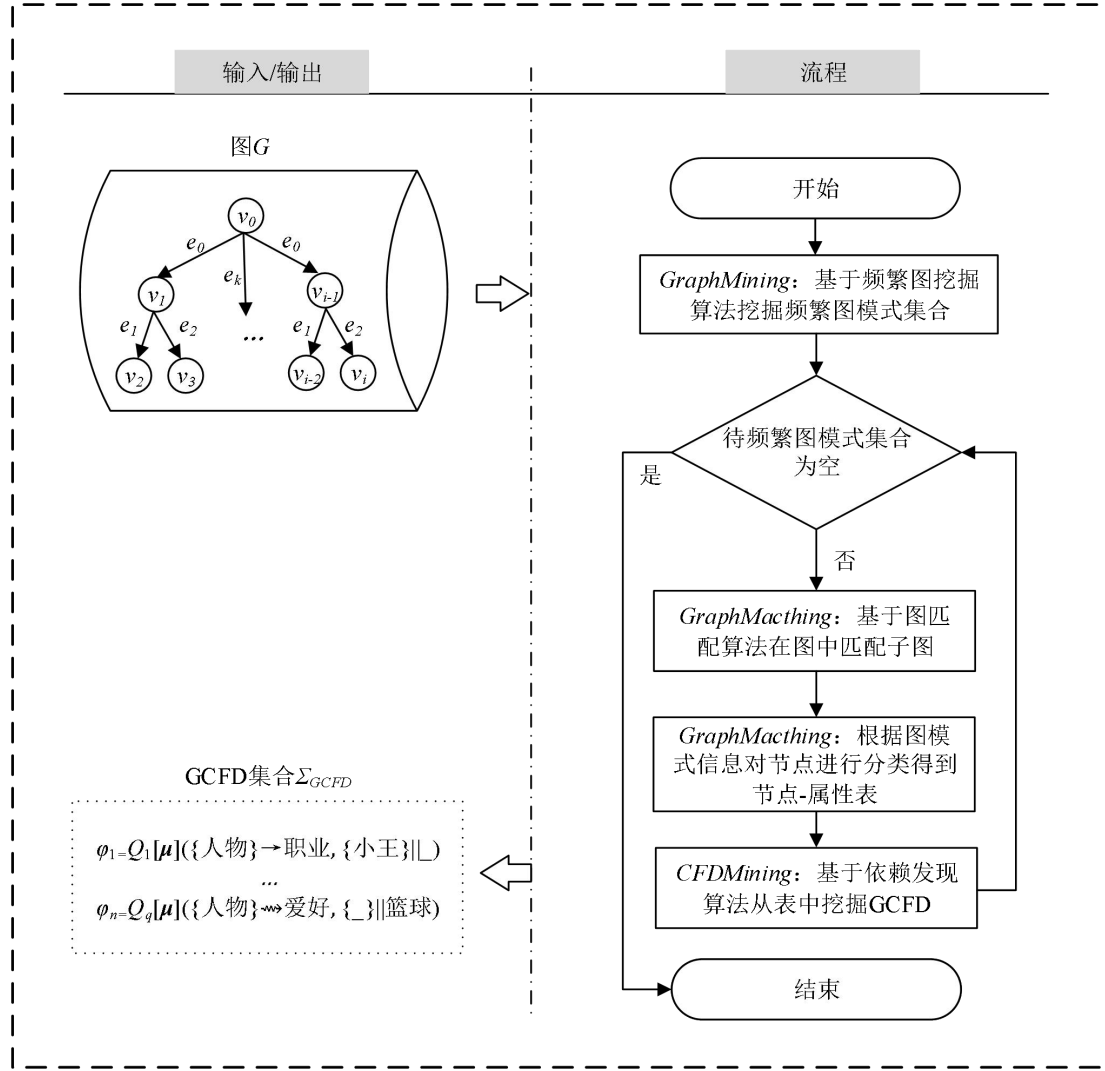 输入/输出
流程
图G
v0
e0
e0
ek
v1
vi-1
...
e1
e2
e1
e2
v2
v3
vi-2
vi
开始
GraphMining：基于频繁图挖掘
算法挖掘频繁图模式集合
待频繁图模式集合
为空
是
否
GraphMacthing：基于图匹
配算法在图中匹配子图
GraphMacthing：根据图模
式信息对节点进行分类得到
节点-属性表
CFDMining：基于依赖发现
算法从表中挖掘GCFD
结束
GCFD集合ΣGCFD
φ1=Q1[μ]({人物}→职业, {小王}||_)
...
φn=Qq[μ]({人物}⇝爱好, {_}||篮球)